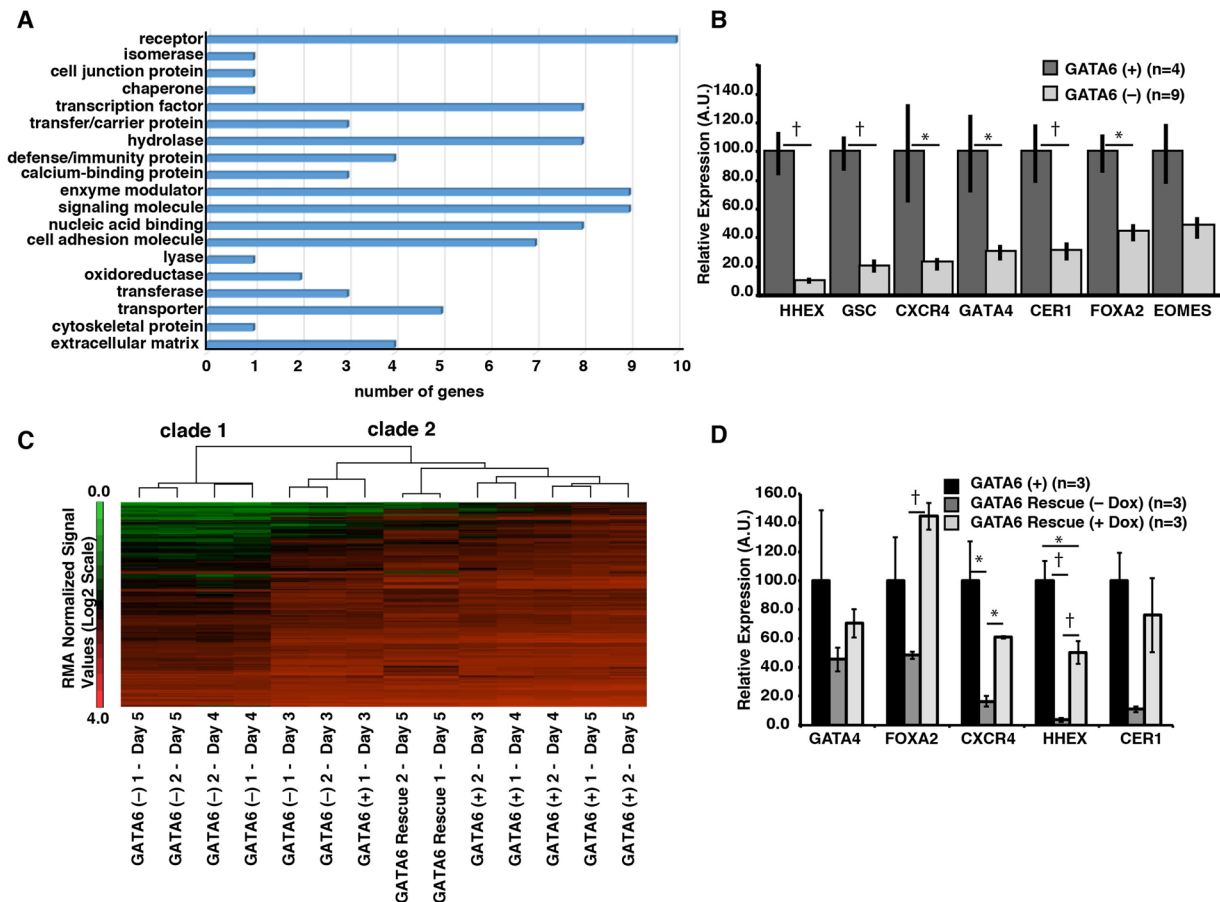 A
receptor
isomerase
cell junction protein
chaperone
transcription factor
transfer/carrier protein
hydrolase
defense/immunity protein
calcium-binding protein
enxyme modulator
signaling molecule
nucleic acid binding
cell adhesion molecule
lyase
oxidoreductase
transferase
transporter
cytoskeletal protein
extracellular matrix
0 1 2 3 4 5 6 7 8 9 10
number of genes
B
GATA6 (+) (n=4)
GATA6 (−) (n=9)
Relative Expression (A.U.)
140.0
120.0
100.0
80.0
60.0
40.0
20.0
0.0
† † * * † *
HHEX GSC CXCR4 GATA4 CER1 FOXA2 EOMES
C
clade 1 clade 2
0.0
RMA Normalized Signal
Values (Log2 Scale)
4.0
GATA6 (−) 1 - Day 5
GATA6 (−) 2 - Day 5
GATA6 (−) 2 - Day 4
GATA6 (−) 1 - Day 4
GATA6 (−) 1 - Day 3
GATA6 (−) 2 - Day 3
GATA6 (+) 1 - Day 3
GATA6 Rescue 2 - Day 5
GATA6 Rescue 1 - Day 5
GATA6 (+) 2 - Day 3
GATA6 (+) 1 - Day 4
GATA6 (+) 2 - Day 4
GATA6 (+) 1 - Day 5
GATA6 (+) 2 - Day 5
D
GATA6 (+) (n=3)
GATA6 Rescue (− Dox) (n=3)
GATA6 Rescue (+ Dox) (n=3)
Relative Expression (A.U.)
160.0
140.0
120.0
100.0
80.0
60.0
40.0
20.0
0.0
†
*
*
*
†
†
GATA4 FOXA2 CXCR4 HHEX CER1